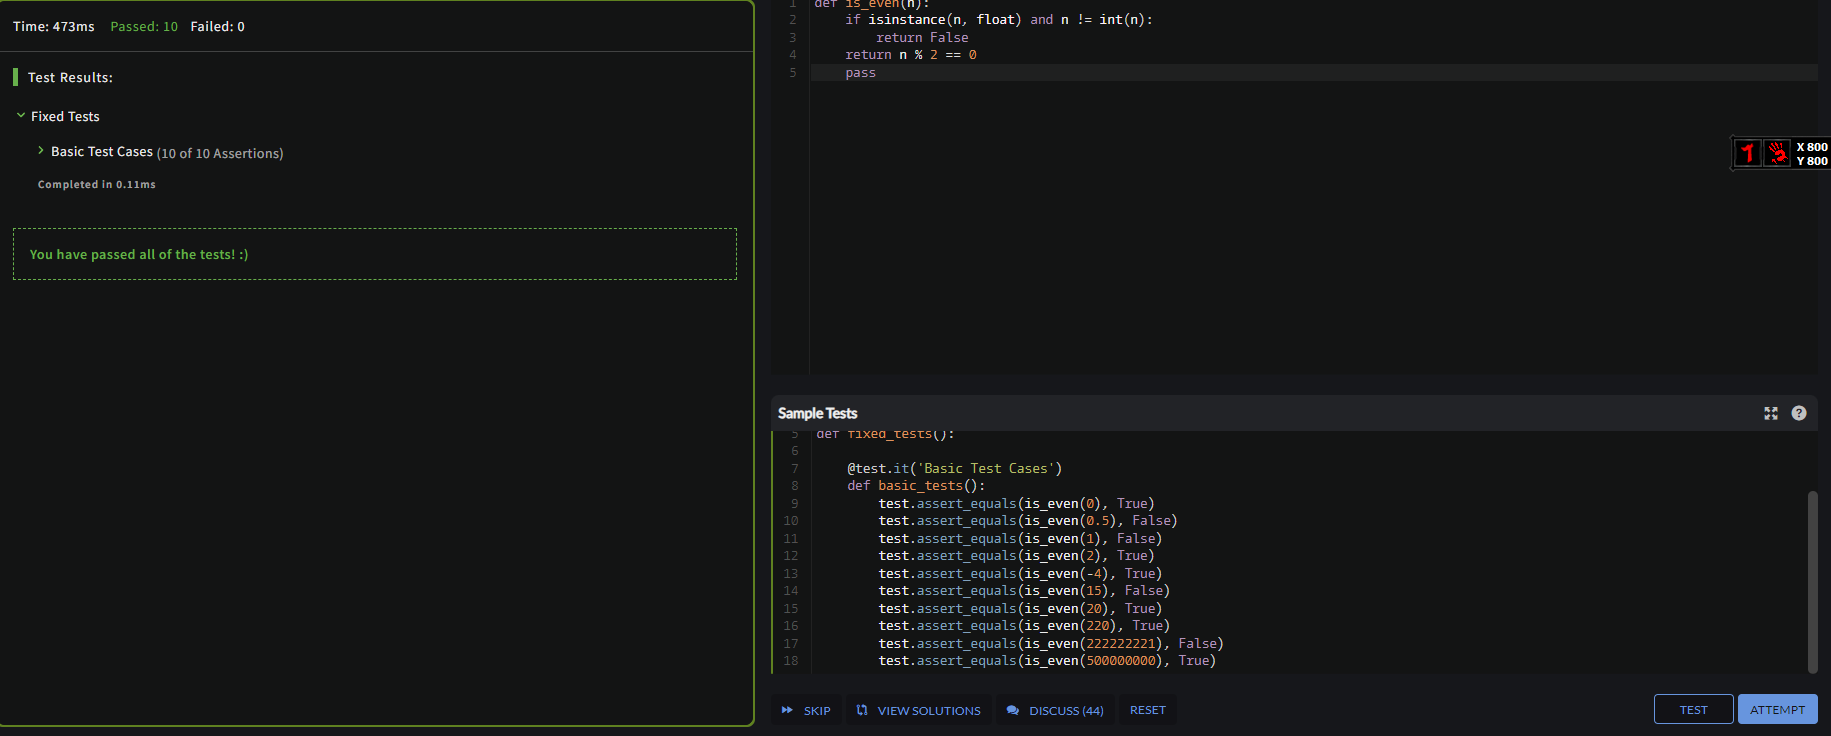 Time: 473ms Passed: 10 Failed: 0
Test Results:
Fixed Tests
Basic Test Cases (10 of 10 Assertions)
Completed in 0.11ms
You have passed all of the tests! :)
1 def is_even(n):
2 if isinstance(n, float) and n != int(n):
3 return False
4 return n % 2 == 0
5 pass
X 800
Y 800
Sample Tests
5 def fixed_tests():
6
7 @test.it('Basic Test Cases')
8 def basic_tests():
9 test.assert_equals(is_even(0), True)
10 test.assert_equals(is_even(0.5), False)
11 test.assert_equals(is_even(1), False)
12 test.assert_equals(is_even(2), True)
13 test.assert_equals(is_even(-4), True)
14 test.assert_equals(is_even(15), False)
15 test.assert_equals(is_even(20), True)
16 test.assert_equals(is_even(220), True)
17 test.assert_equals(is_even(222222221), False)
18 test.assert_equals(is_even(500000000), True)
SKIP VIEW SOLUTIONS DISCUSS (44) RESET TEST ATTEMPT